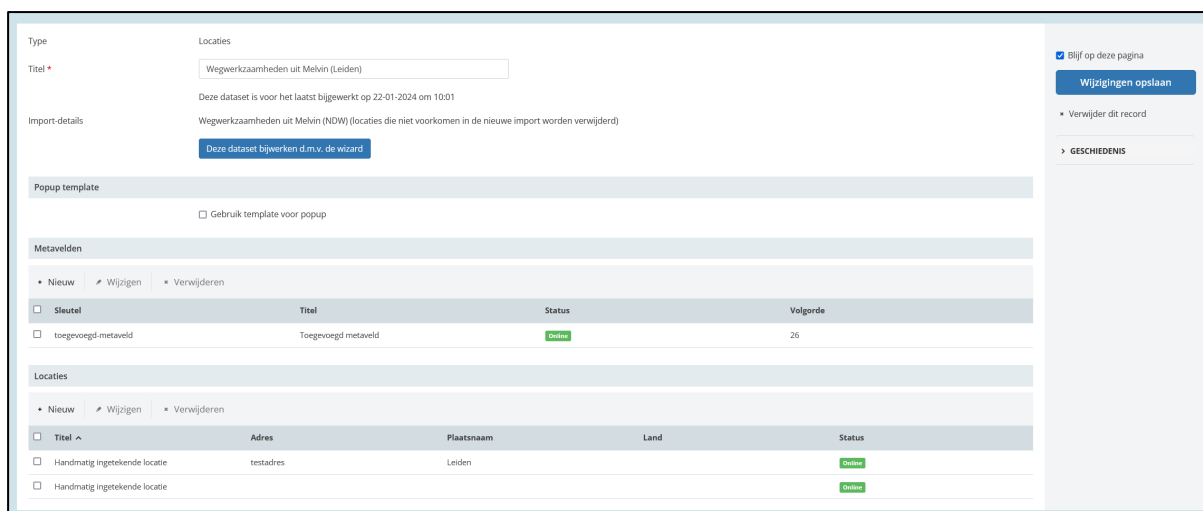 Type Locaties
Titel * Wegwerkzaamheden uit Melvin (Leiden)
Deze dataset is voor het laatst bijgewerkt op 22-01-2024 om 10:01
Import-details Wegwerkzaamheden uit Melvin (NDW) (locaties die niet voorkomen in de nieuwe import worden verwijderd)
Deze dataset bijwerken d.m.v. de wizard
Popup template
Gebruik template voor popup
Metavelden
Nieuw Wijzigen Verwijderen
Sleutel Titel Status Volgorde
toegevoegd-metaveld Toegevoegd metaveld Online 26
Locaties
Nieuw Wijzigen Verwijderen
Titel Adres Plaatsnaam Land Status
Handmatig ingetekende locatie testadres Leiden Online
Handmatig ingetekende locatie Online
Blijf op deze pagina
Wijzigingen opslaan
Verwijder dit record
GESCHIEDENIS